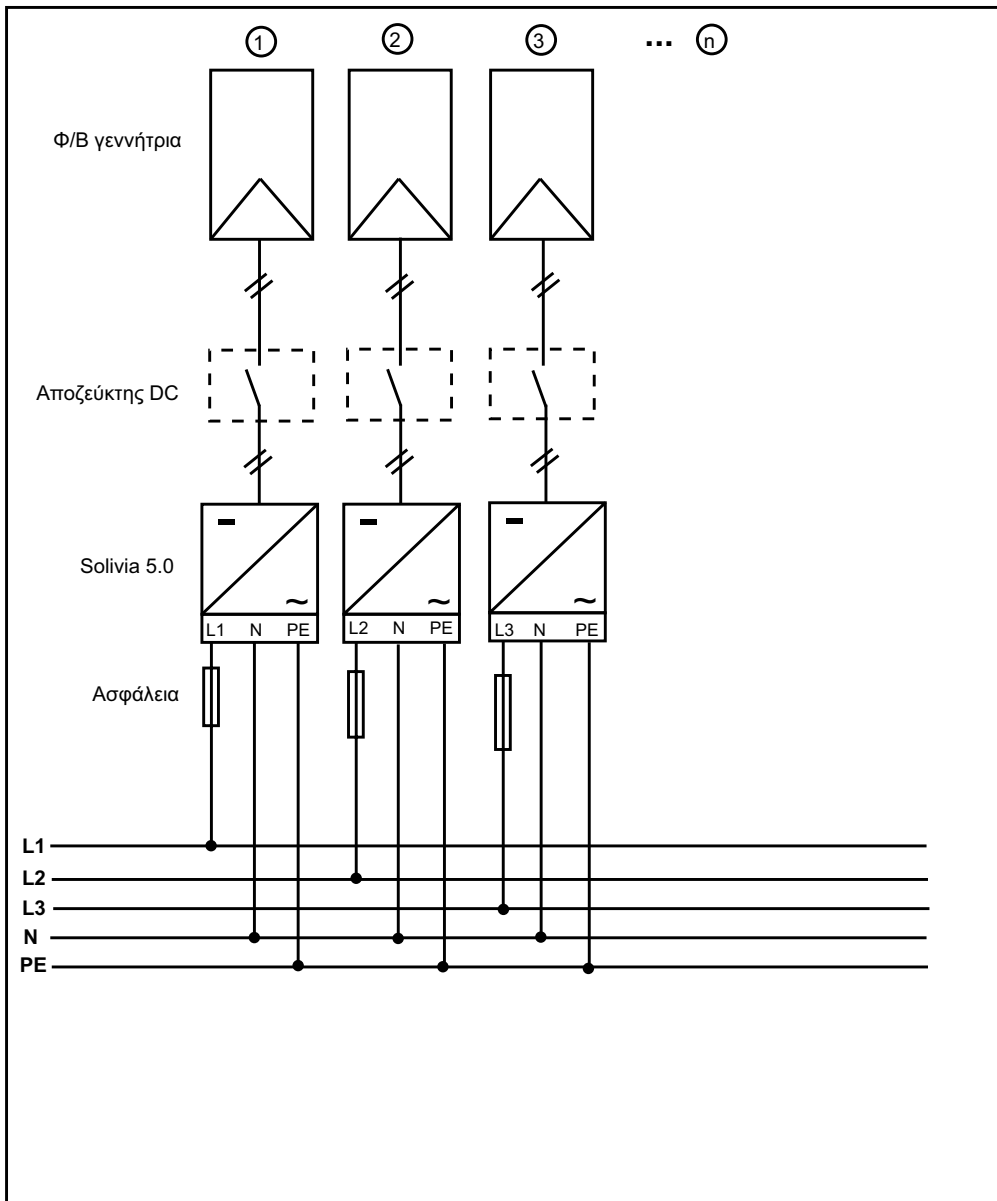 1 2 3 ... n
Φ/Β γεννήτρια
Αποζεύκτης DC
Solivia 5.0
L1 N PE L2 N PE L3 N PE
Ασφάλεια
L1
L2
L3
N
PE